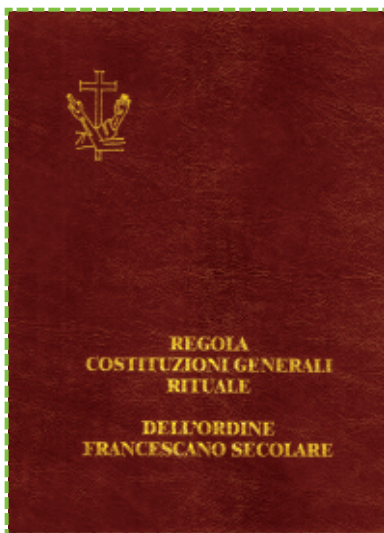 REGOLA
COSTITUZIONI GENERALI
RITUALE
DELL'ORDINE
FRANCESCANO SECOLARE